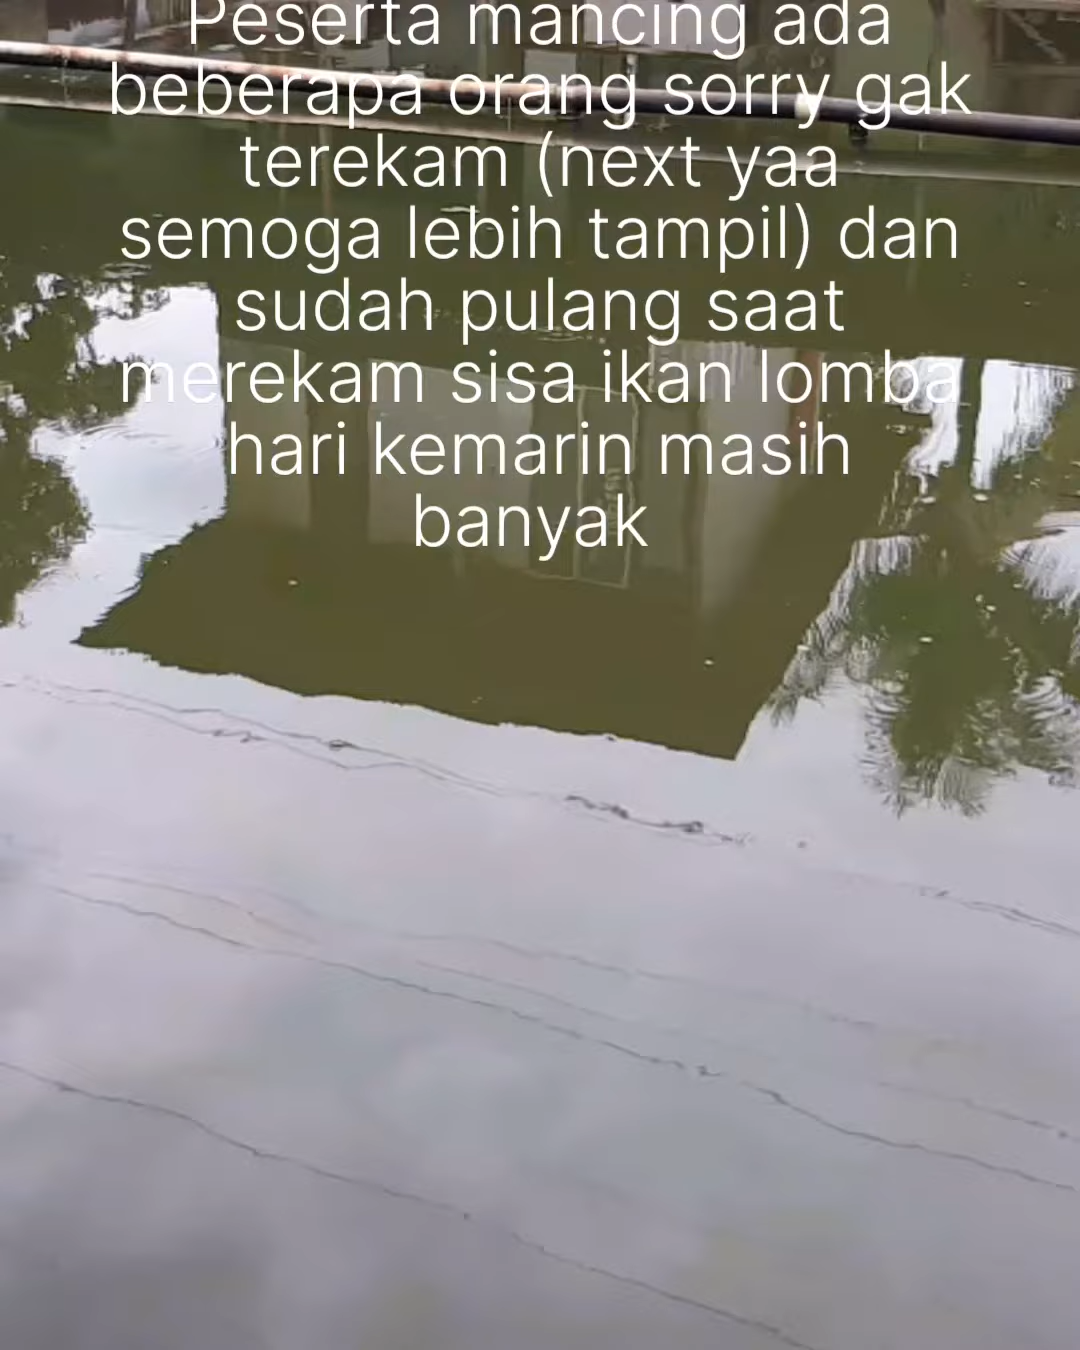 Peserta mancing ada
beberapa orang sorry gak
terekam (next yaa
semoga lebih tampil) dan
sudah pulang saat
merekam sisa ikan lomba
hari kemarin masih
banyak